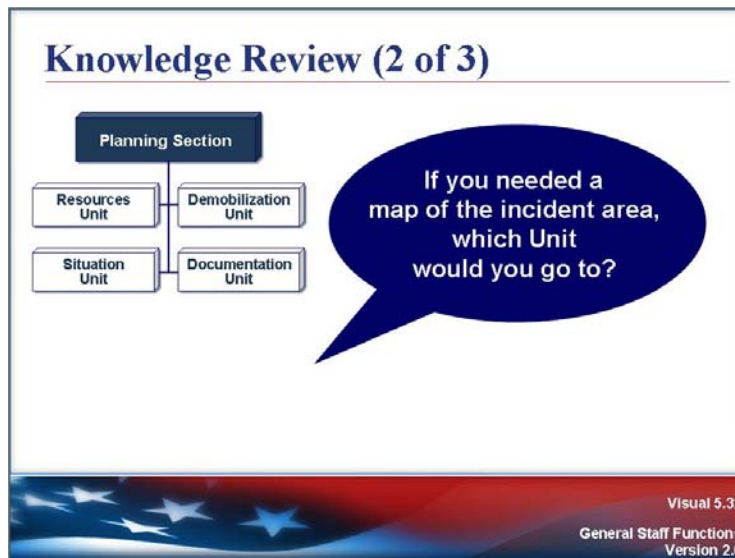 Knowledge Review (2 of 3)
Planning Section
Resources
Unit
Demobilization
Unit
Situation
Unit
Documentation
Unit
If you needed a
map of the incident area,
which Unit
would you go to?
Visual 5.3
General Staff Function
Version 2.